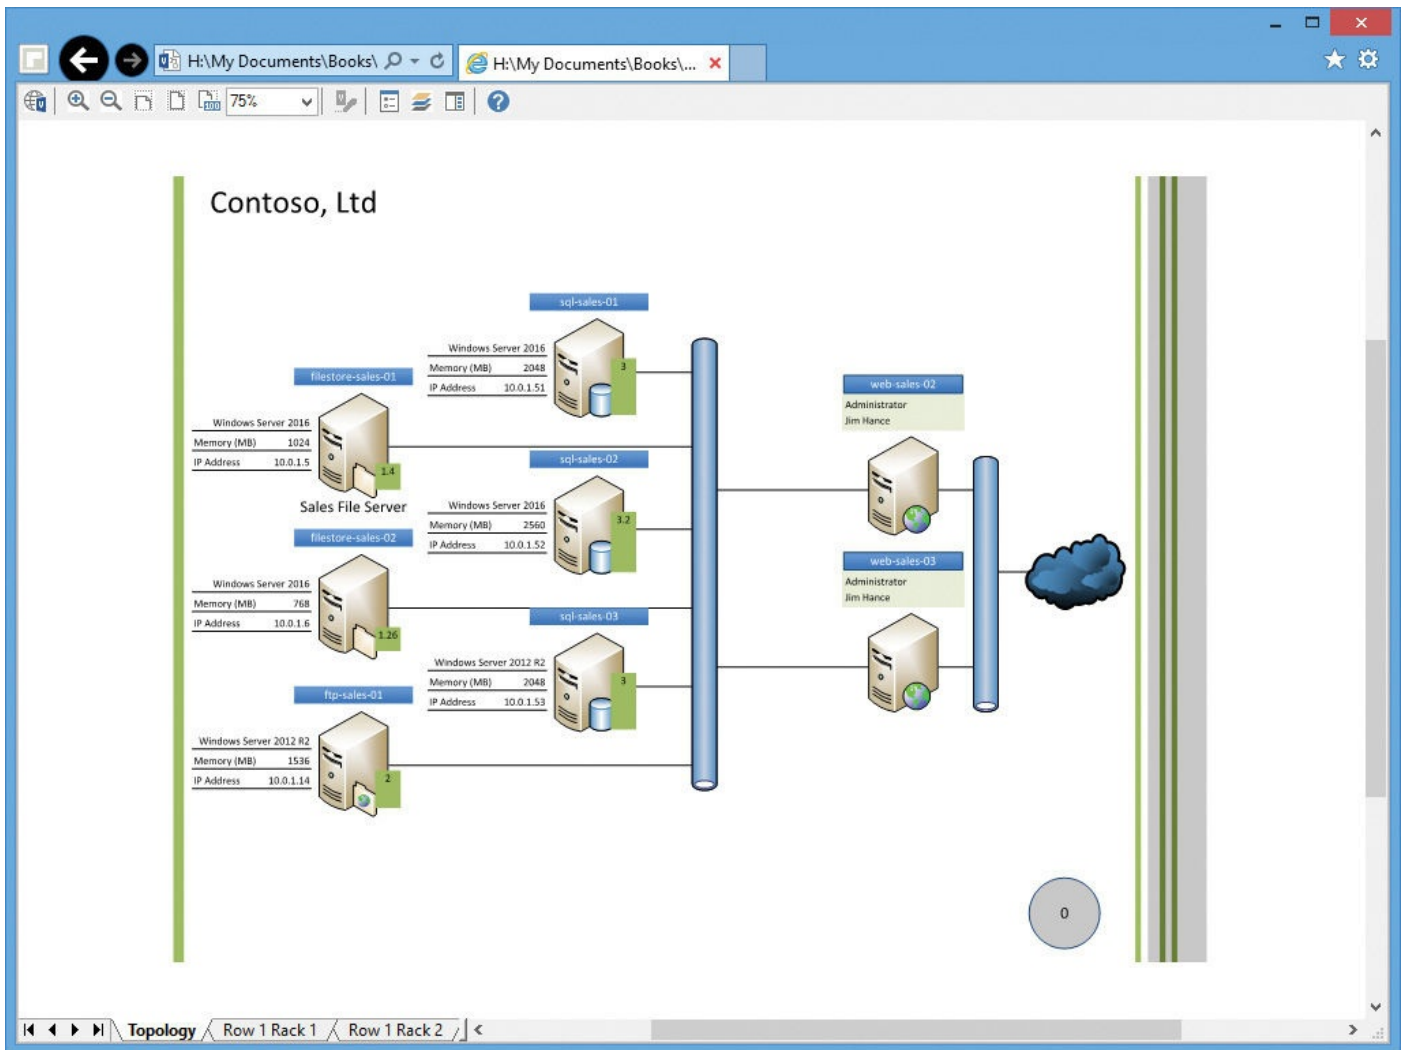 H:\My Documents\Books\
H:\My Documents\Books\...
75%
Contoso, Ltd
sql-sales-01
Windows Server 2016
Memory (MB) 2048
IP Address 10.0.1.51
3
filestore-sales-01
Windows Server 2016
Memory (MB) 1024
IP Address 10.0.1.5
1.4
Sales File Server
sql-sales-02
Windows Server 2016
Memory (MB) 2560
IP Address 10.0.1.52
3.2
filestore-sales-02
Windows Server 2016
Memory (MB) 768
IP Address 10.0.1.6
1.26
sql-sales-03
Windows Server 2012 R2
Memory (MB) 2048
IP Address 10.0.1.53
3
ftp-sales-01
Windows Server 2012 R2
Memory (MB) 1536
IP Address 10.0.1.14
2
web-sales-02
Administrator
Jim Hance
web-sales-03
Administrator
Jim Hance
0
Topology Row 1 Rack 1 Row 1 Rack 2